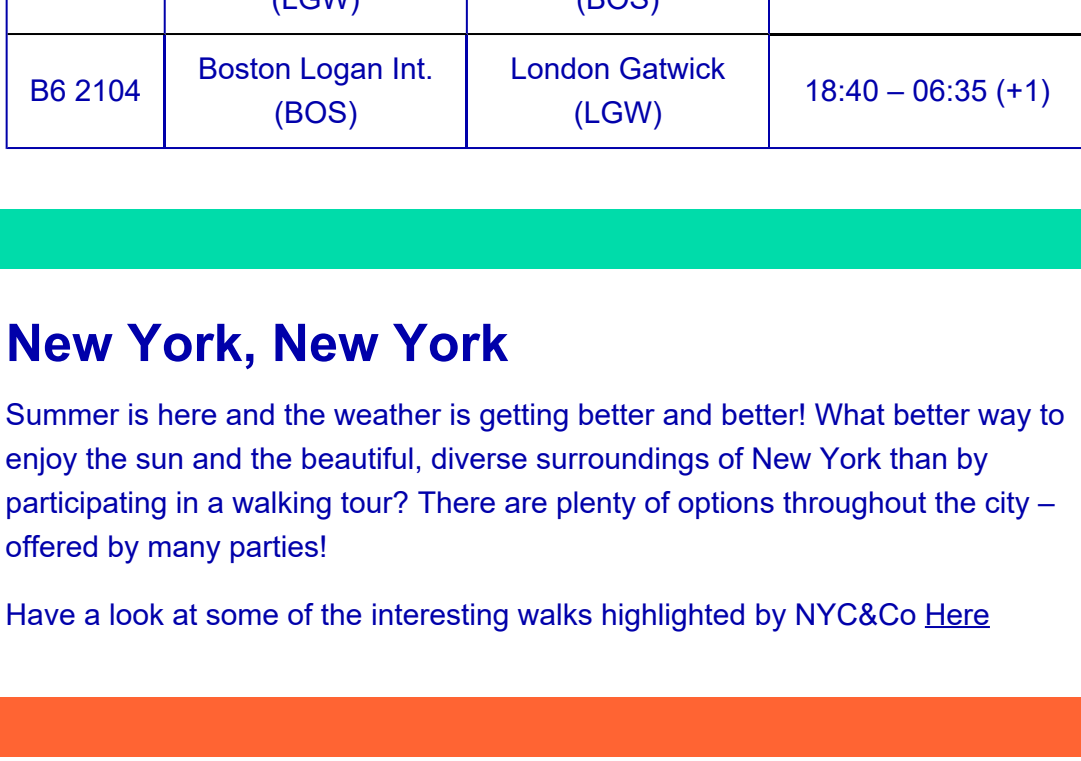 (LGW) (BOS)
B6 2104 Boston Logan Int. (BOS) London Gatwick (LGW) 18:40 – 06:35 (+1)
New York, New York
Summer is here and the weather is getting better and better! What better way to
enjoy the sun and the beautiful, diverse surroundings of New York than by
participating in a walking tour? There are plenty of options throughout the city –
offered by many parties!
Have a look at some of the interesting walks highlighted by NYC&Co Here